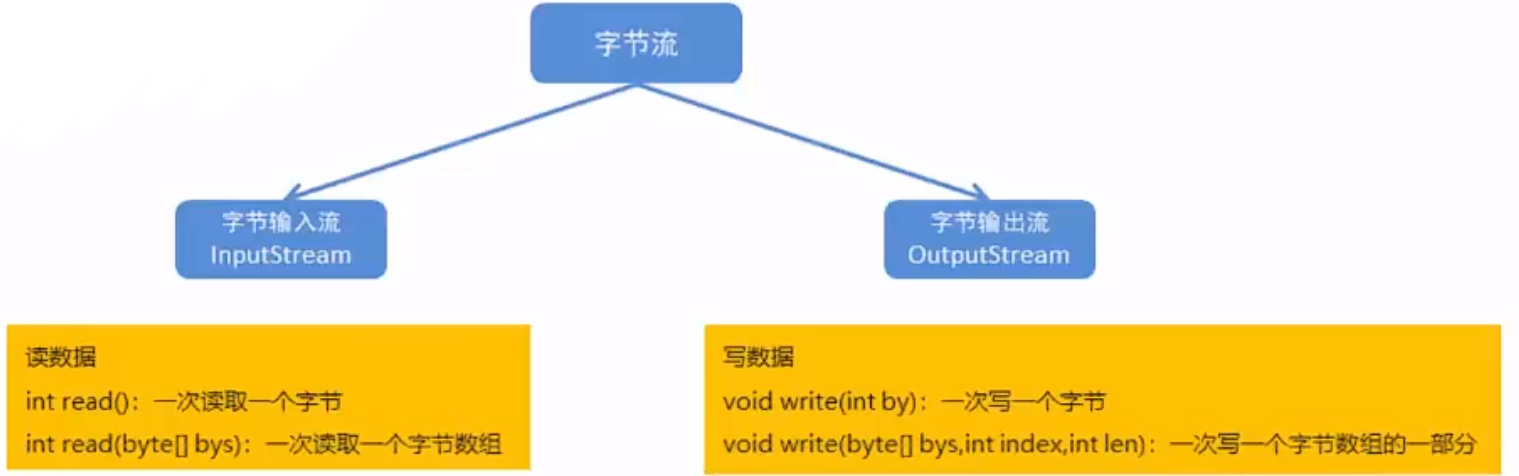 字节流
字节输入流
InputStream
字节输出流
OutputStream
读数据
int read()：一次读取一个字节
int read(byte[] bys)：一次读取一个字节数组
写数据
void write(int by)：一次写一个字节
void write(byte[] bys,int index,int len)：一次写一个字节数组的一部分